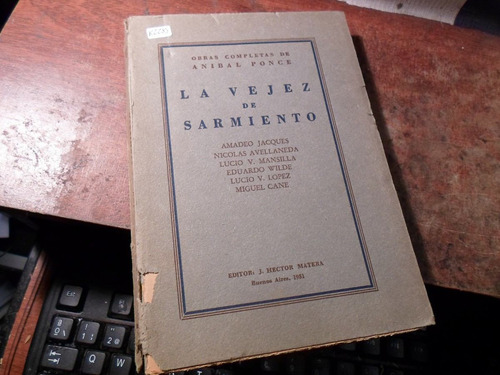 OBRAS COMPLETAS DE
ANIBAL PONCE
LA VEJEZ
DE
SARMIENTO
AMADEO JACQUES
NICOLAS AVELLANEDA
LUCIO V. MANSILLA
EDUARDO WILDE
LUCIO V. LOPEZ
MIGUEL CANE
EDITOR: J. HECTOR MATERA
Buenos Aires, 1951
Q
W